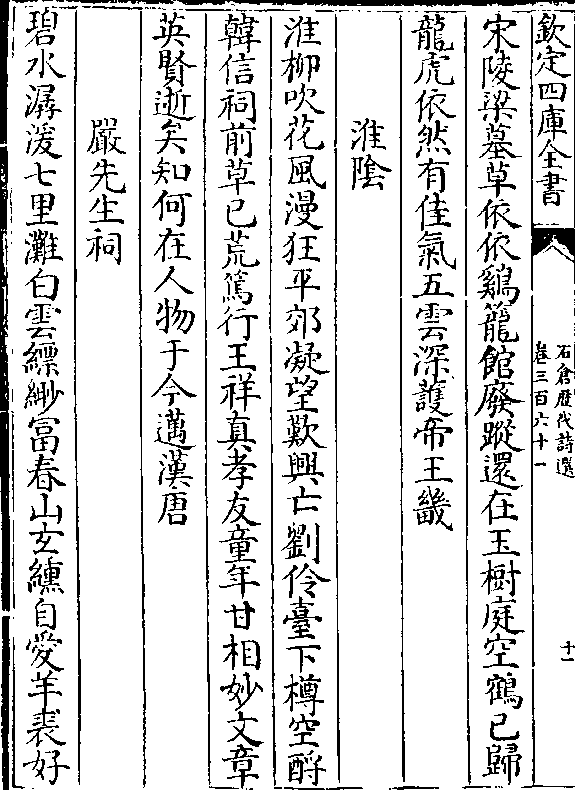 欽定四庫全書
石倉歴代詩選
卷三百六十一
十一
宋陵梁墓草依依鷄籠館廢蹤還在玉樹庭空鶴已歸
龍虎依然有佳氣五雲深䕶帝王畿
淮陰
淮柳吹花風漫狂平郊凝望歎興亡劉伶臺下樽空酹
韓信祠前草已荒篤行王祥真孝友童年甘相妙文章
英賢逝矣知何在人物于今邁漢唐
嚴先生祠
碧水潺湲七里灘白雲縹緲富春山玄纁自愛羊裘好